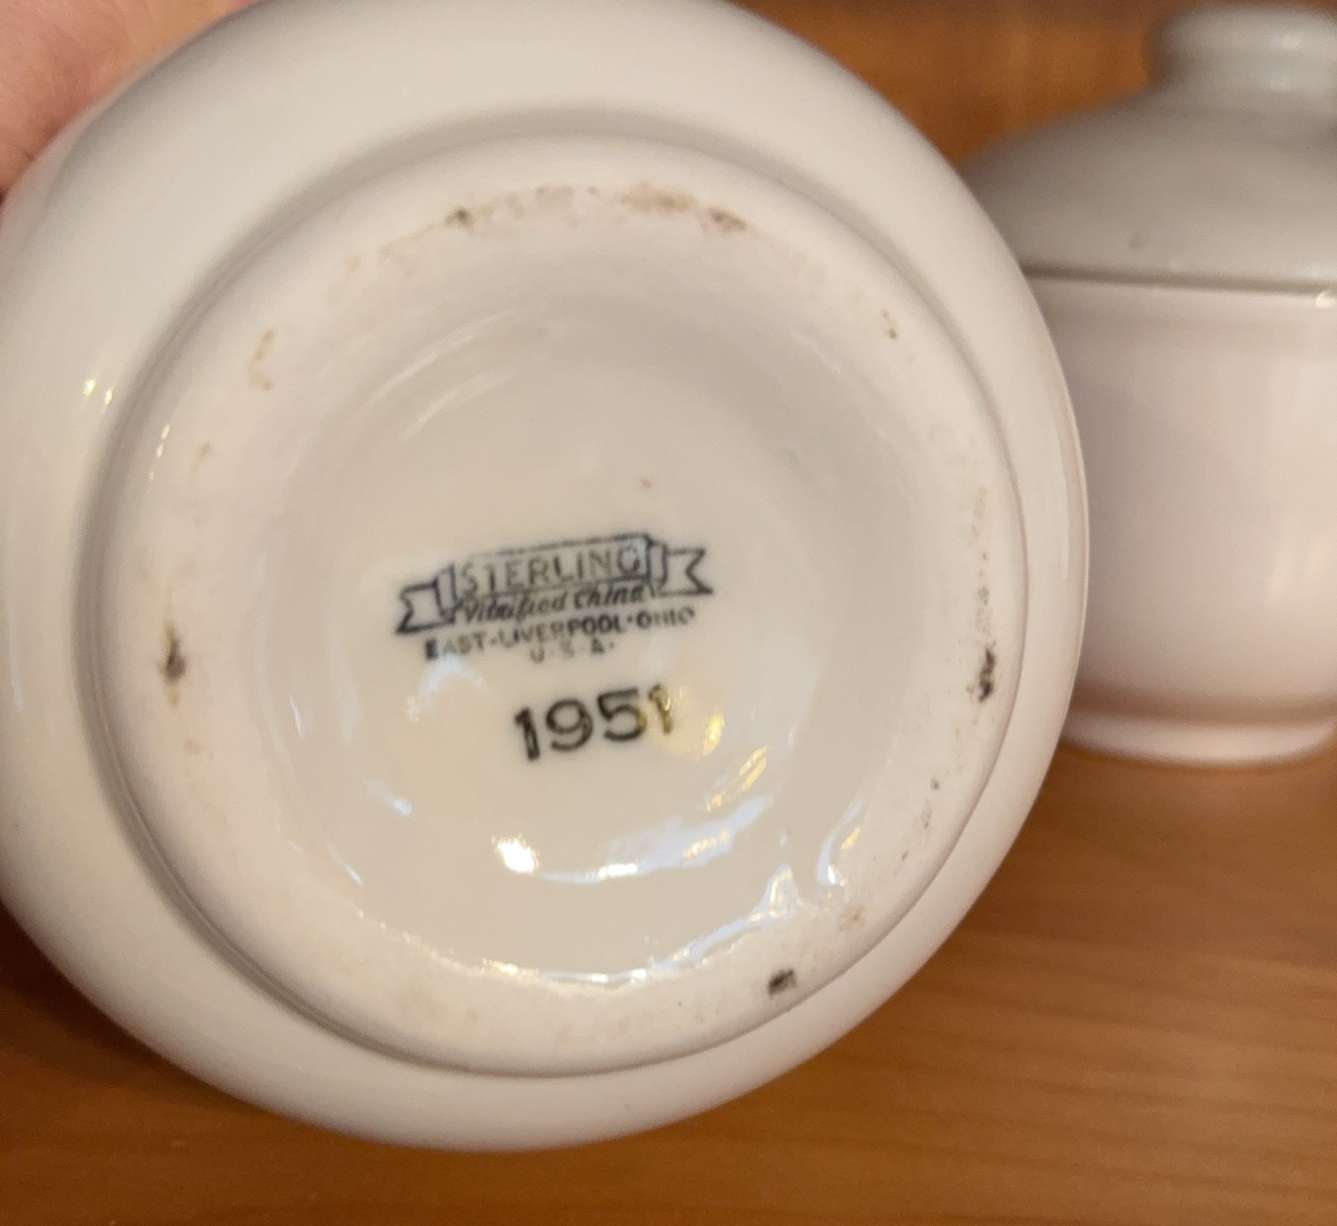 STERLING
Vitrified China
EAST-LIVERPOOL·OHIO
U·S·A·
1951